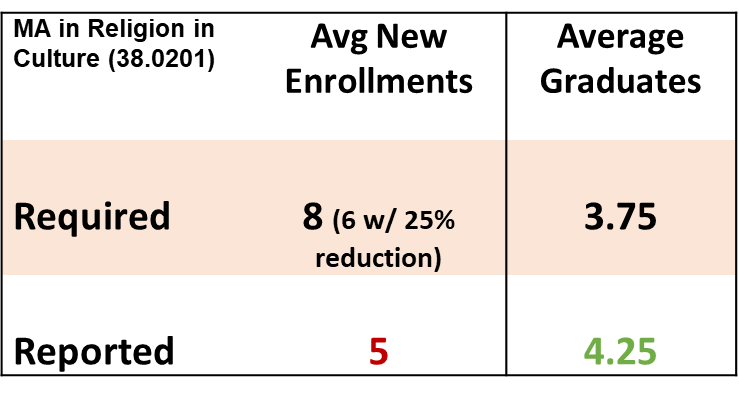 MA in Religion in
Culture (38.0201)
Avg New
Enrollments
Average
Graduates
Required
8 (6 w/ 25%
reduction)
3.75
Reported
5
4.25